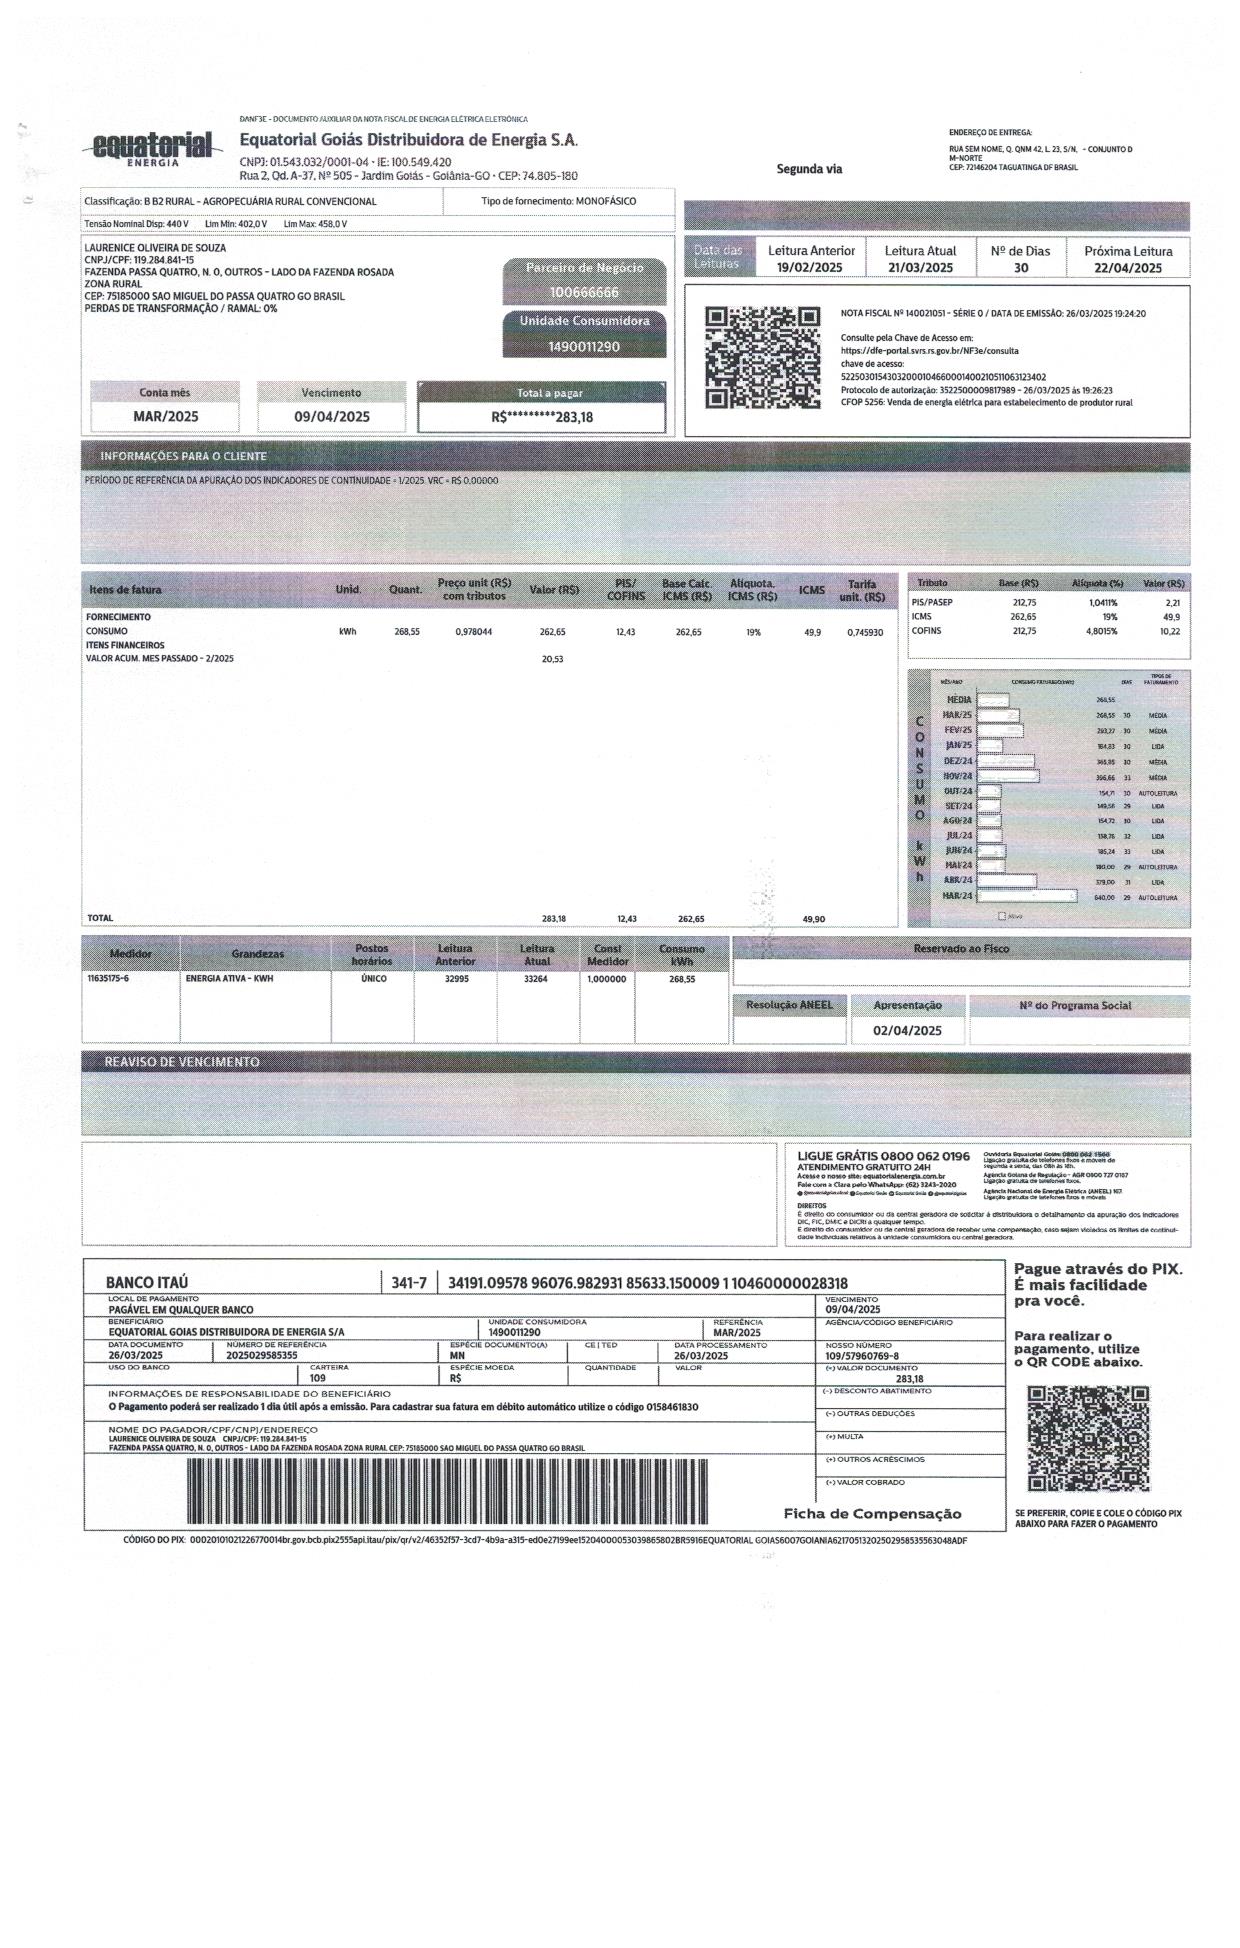 DANF3E - DOCUMENTO AUXILIAR DA NOTA FISCAL DE ENERGIA ELÉTRICA ELETRÔNICA
equatorial
ENERGIA
Equatorial Goiás Distribuidora de Energia S.A.
CNPJ: 01.543.032/0001-04 - IE: 100.549.420
Rua 2, Qd. A-37, Nº 505 - Jardim Goiás - Goiânia-GO - CEP: 74.805-180
Segunda via
ENDEREÇO DE ENTREGA:
RUA SEM NOME, Q. QNM 42, L. 23, S/N, - CONJUNTO D
M-NORTE
CEP: 72146204 TAGUATINGA DF BRASIL
Classificação: B B2 RURAL - AGROPECUÁRIA RURAL CONVENCIONAL
Tipo de fornecimento: MONOFÁSICO
Tensão Nominal Disp: 440 V Lim Min: 402,0 V Lim Max: 458,0 V
LAURENICE OLIVEIRA DE SOUZA
CNPJ/CPF: 119.284.841-15
FAZENDA PASSA QUATRO, N. 0, OUTROS - LADO DA FAZENDA ROSADA
ZONA RURAL
CEP: 75185000 SAO MIGUEL DO PASSA QUATRO GO BRASIL
PERDAS DE TRANSFORMAÇÃO / RAMAL: 0%
Parceiro de Negócio
100666666
Unidade Consumidora
1490011290
Conta mês Vencimento Total a pagar
MAR/2025 09/04/2025 R$*********283,18
Data das Leituras
Leitura Anterior Leitura Atual Nº de Dias Próxima Leitura
19/02/2025 21/03/2025 30 22/04/2025
NOTA FISCAL Nº 140021051 - SÉRIE 0 / DATA DE EMISSÃO: 26/03/2025 19:24:20
Consulte pela Chave de Acesso em:
https://dfe-portal.svrs.rs.gov.br/NF3e/consulta
chave de acesso:
52250301543032000104660001400210511063123402
Protocolo de autorização: 3522500009817989 - 26/03/2025 às 19:26:23
CFOP 5256: Venda de energia elétrica para estabelecimento de produtor rural
INFORMAÇÕES PARA O CLIENTE
PERÍODO DE REFERÊNCIA DA APURAÇÃO DOS INDICADORES DE CONTINUIDADE = 1/2025. VRC = R$ 0,00000
Itens de fatura Unid. Quant. Preço unit (R$) com tributos Valor (R$) PIS/COFINS Base Calc. ICMS (R$) Alíquota. ICMS (R$) ICMS Tarifa unit. (R$)
FORNECIMENTO
CONSUMO kWh 268,55 0,978044 262,65 12,43 262,65 19% 49,9 0,745930
ITENS FINANCEIROS
VALOR ACUM. MES PASSADO - 2/2025 20,53
TOTAL 283,18 12,43 262,65 49,90
Tributo Base (R$) Alíquota (%) Valor (R$)
PIS/PASEP 212,75 1,0411% 2,21
ICMS 262,65 19% 49,9
COFINS 212,75 4,8015% 10,22
CONSUMO kWh
MÊS/ANO CONSUMO FATURADO(KWH) DIAS TIPOS DE FATURAMENTO
MÉDIA 268,55
MAR/25 268,55 30 MÉDIA
FEV/25 293,27 30 MÉDIA
JAN/25 164,83 30 LIDA
DEZ/24 365,85 30 MÉDIA
NOV/24 396,66 33 MÉDIA
OUT/24 154,71 30 AUTOLEITURA
SET/24 149,56 29 LIDA
AGO/24 154,72 30 LIDA
JUL/24 158,76 32 LIDA
JUN/24 185,24 33 LIDA
MAI/24 180,00 29 AUTOLEITURA
ABR/24 379,00 31 LIDA
MAR/24 640,00 29 AUTOLEITURA
Ativo
Medidor Grandezas Postos horários Leitura Anterior Leitura Atual Const Medidor Consumo kWh
11635175-6 ENERGIA ATIVA - KWH ÚNICO 32995 33264 1,000000 268,55
Reservado ao Fisco
Resolução ANEEL Apresentação Nº do Programa Social
02/04/2025
REAVISO DE VENCIMENTO
LIGUE GRÁTIS 0800 062 0196
ATENDIMENTO GRATUITO 24H
Acesse o nosso site: equatorialenergia.com.br
Fale com a Clara pelo WhatsApp: (62) 3243-2020
Ouvidoria Equatorial Goiás: 0800 062 1500
Ligação gratuita de telefones fixos e móveis de
segunda a sexta, das 08h às 18h.
Agência Goiana de Regulação - AGR 0800 727 0167
Ligação gratuita de telefones fixos.
Agência Nacional de Energia Elétrica (ANEEL) 167
Ligação gratuita de telefones fixos e móveis
DIREITOS
É direito do consumidor ou da central geradora de solicitar à distribuidora o detalhamento da apuração dos indicadores
DIC, FIC, DMIC e DICRI a qualquer tempo.
É direito do consumidor ou da central geradora de receber uma compensação, caso sejam violados os limites de continui-
dade individuais relativos à unidade consumidora ou central geradora.
BANCO ITAÚ 341-7 34191.09578 96076.982931 85633.150009 1 10460000028318
LOCAL DE PAGAMENTO
PAGÁVEL EM QUALQUER BANCO
VENCIMENTO
09/04/2025
BENEFICIÁRIO UNIDADE CONSUMIDORA REFERÊNCIA AGÊNCIA/CÓDIGO BENEFICIÁRIO
EQUATORIAL GOIAS DISTRIBUIDORA DE ENERGIA S/A 1490011290 MAR/2025
DATA DOCUMENTO NÚMERO DE REFERÊNCIA ESPÉCIE DOCUMENTO(A) CE | TED DATA PROCESSAMENTO NOSSO NÚMERO
26/03/2025 2025029585355 MN 26/03/2025 109/57960769-8
USO DO BANCO CARTEIRA ESPÉCIE MOEDA QUANTIDADE VALOR (=) VALOR DOCUMENTO
109 R$ 283,18
INFORMAÇÕES DE RESPONSABILIDADE DO BENEFICIÁRIO
O Pagamento poderá ser realizado 1 dia útil após a emissão. Para cadastrar sua fatura em débito automático utilize o código 0158461830
(-) DESCONTO ABATIMENTO
(-) OUTRAS DEDUÇÕES
(+) MULTA
(+) OUTROS ACRÉSCIMOS
(-) VALOR COBRADO
NOME DO PAGADOR/CPF/CNPJ/ENDEREÇO
LAURENICE OLIVEIRA DE SOUZA CNPJ/CPF: 119.284.841-15
FAZENDA PASSA QUATRO, N. 0, OUTROS - LADO DA FAZENDA ROSADA ZONA RURAL CEP: 75185000 SAO MIGUEL DO PASSA QUATRO GO BRASIL
Ficha de Compensação
Pague através do PIX.
É mais facilidade
pra você.
Para realizar o
pagamento, utilize
o QR CODE abaixo.
SE PREFERIR, COPIE E COLE O CÓDIGO PIX
ABAIXO PARA FAZER O PAGAMENTO
CÓDIGO DO PIX: 00020101021226770014br.gov.bcb.pix2555api.itau/pix/qr/v2/46352f57-3cd7-4b9a-a315-ed0e27199ee15204000053039865802BR5916EQUATORIAL GOIAS6007GOIANIA62170513202502958535563048ADF